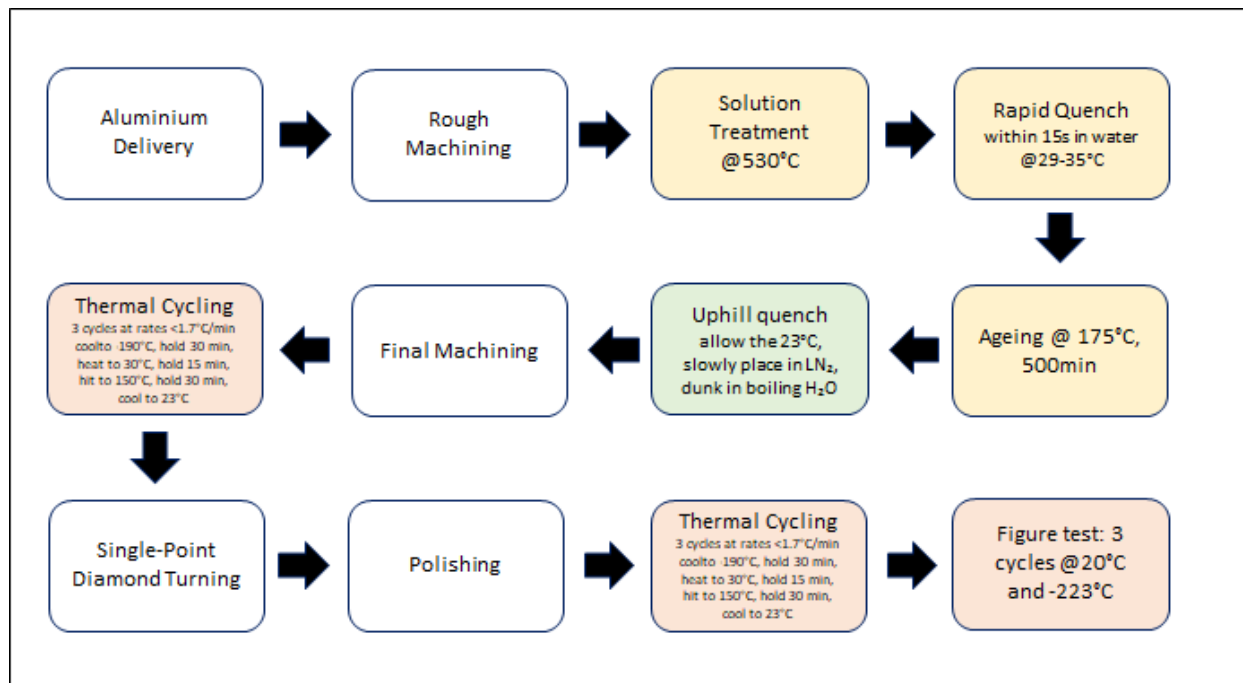 Aluminium
Delivery
Rough
Machining
Solution
Treatment
@530°C
Rapid Quench
within 15s in water
@29-35°C
Ageing @ 175°C,
500min
Uphill quench
allow the 23°C,
slowly place in LN₂,
dunk in boiling H₂O
Final Machining
Thermal Cycling
3 cycles at rates <1.7°C/min
coolto -190°C, hold 30 min,
heat to 30°C, hold 15 min,
hit to 150°C, hold 30 min,
cool to 23°C
Single-Point
Diamond Turning
Polishing
Thermal Cycling
3 cycles at rates <1.7°C/min
coolto -190°C, hold 30 min,
heat to 30°C, hold 15 min,
hit to 150°C, hold 30 min,
cool to 23°C
Figure test: 3
cycles @20°C
and -223°C